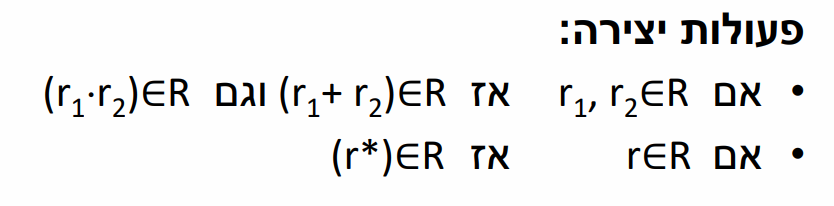 פעולות יצירה:
• אם r₁, r₂∈R אז (r₁+ r₂)∈R וגם (r₁·r₂)∈R
• אם r∈R אז (r*)∈R